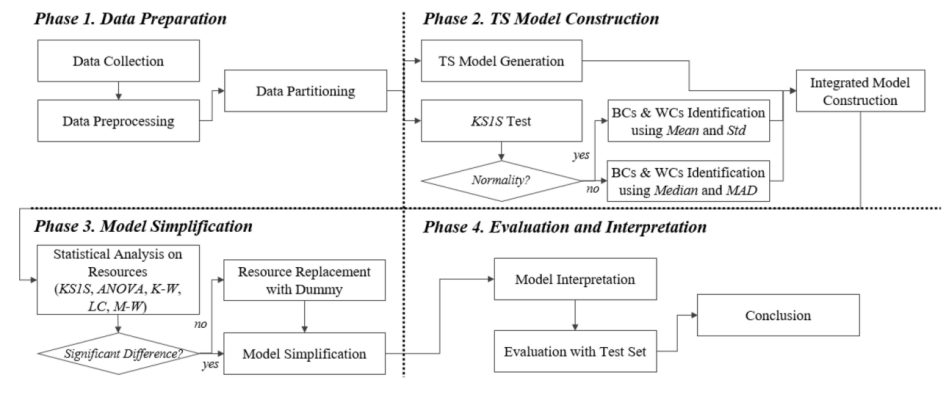 Phase 1. Data Preparation
Data Collection
Data Preprocessing
Data Partitioning
Phase 2. TS Model Construction
TS Model Generation
KS1S Test
Normality?
yes
no
BCs & WCs Identification
using Mean and Std
BCs & WCs Identification
using Median and MAD
Integrated Model
Construction
Phase 3. Model Simplification
Statistical Analysis on
Resources
(KS1S, ANOVA, K-W,
LC, M-W)
Significant Difference?
no
yes
Resource Replacement
with Dummy
Model Simplification
Phase 4. Evaluation and Interpretation
Model Interpretation
Evaluation with Test Set
Conclusion